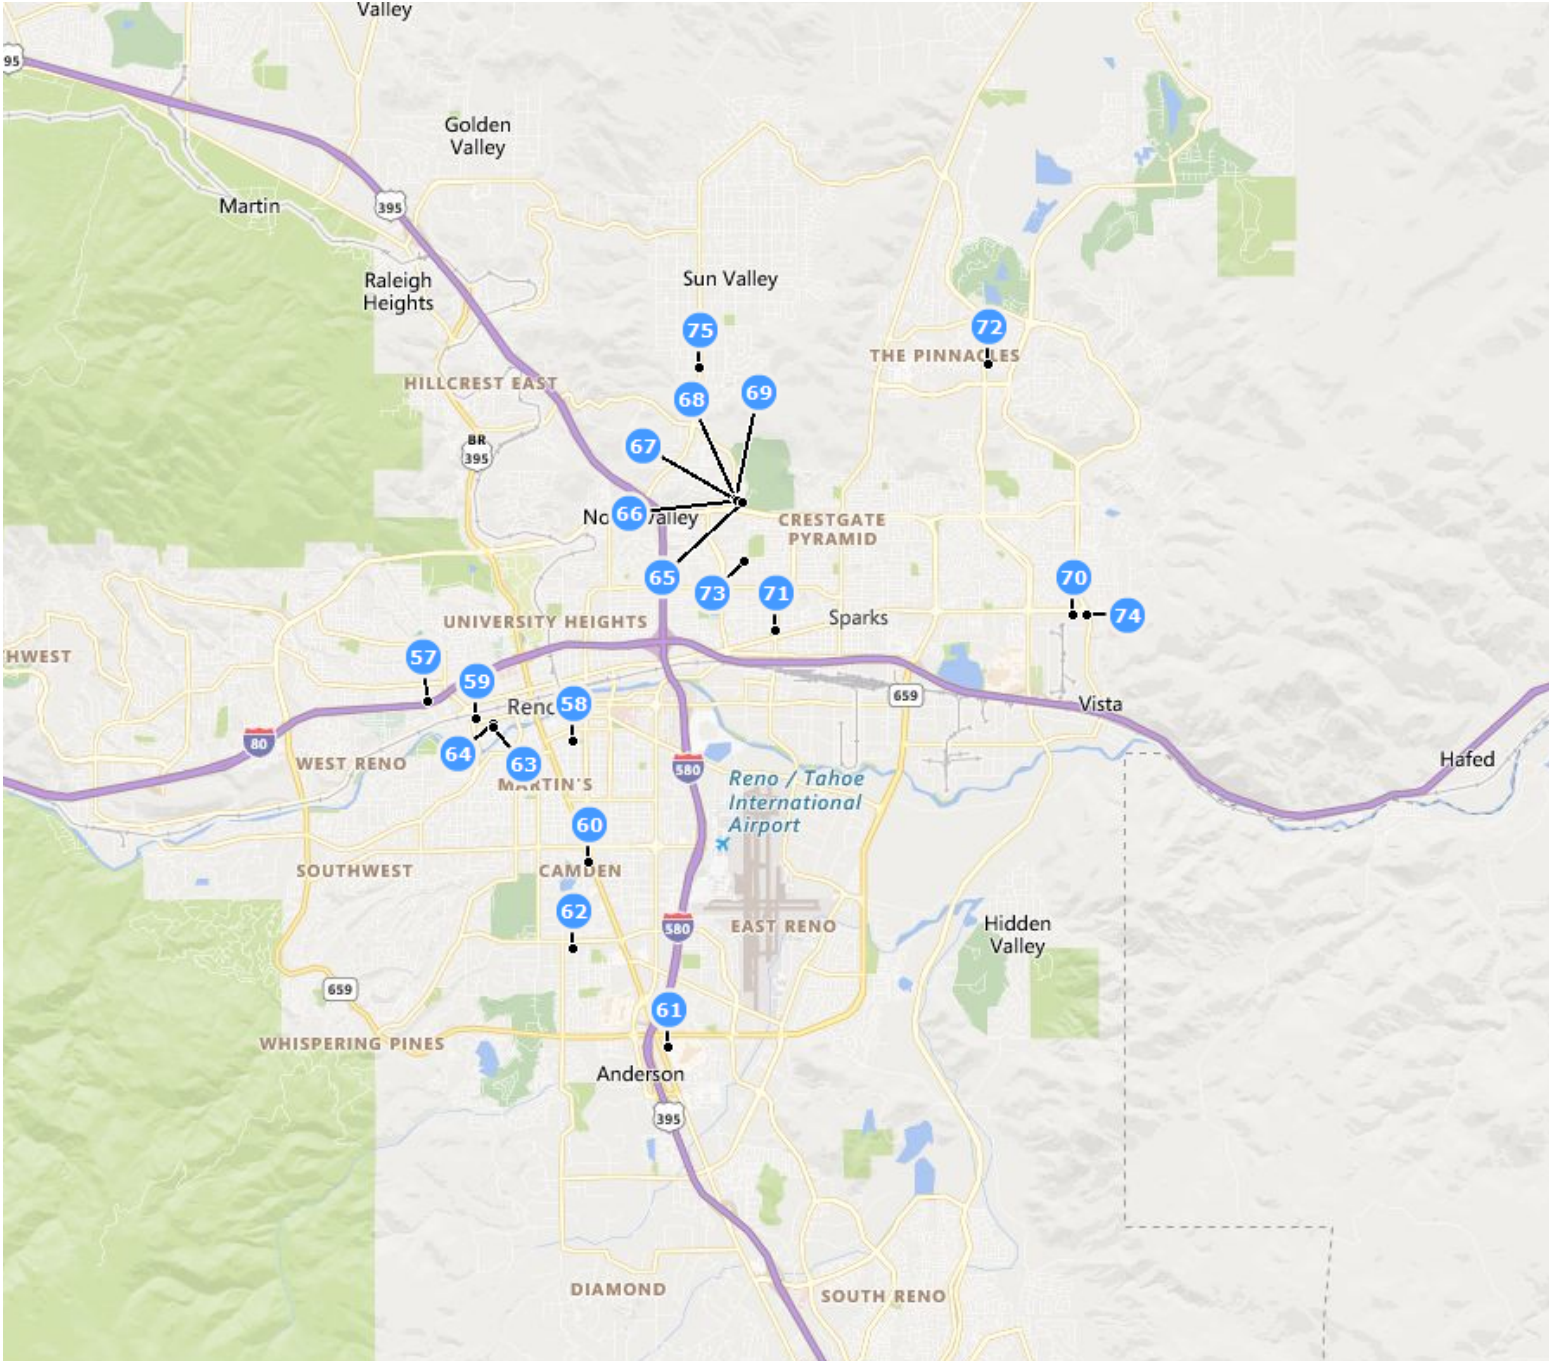 Valley
95
Golden
Valley
Martin
395
Raleigh
Heights
Sun Valley
75
72
THE PINNACLES
HILLCREST EAST
68
69
67
BR
395
66
CRESTGATE
PYRAMID
65
73
71
70
74
Sparks
UNIVERSITY HEIGHTS
HWEST
57
59
58
Reno
659
Vista
80
64
63
WEST RENO
MARTIN'S
580
Reno / Tahoe
International
Airport
Hafed
60
SOUTHWEST
CAMDEN
62
580
EAST RENO
Hidden
Valley
659
61
WHISPERING PINES
Anderson
395
DIAMOND
SOUTH RENO